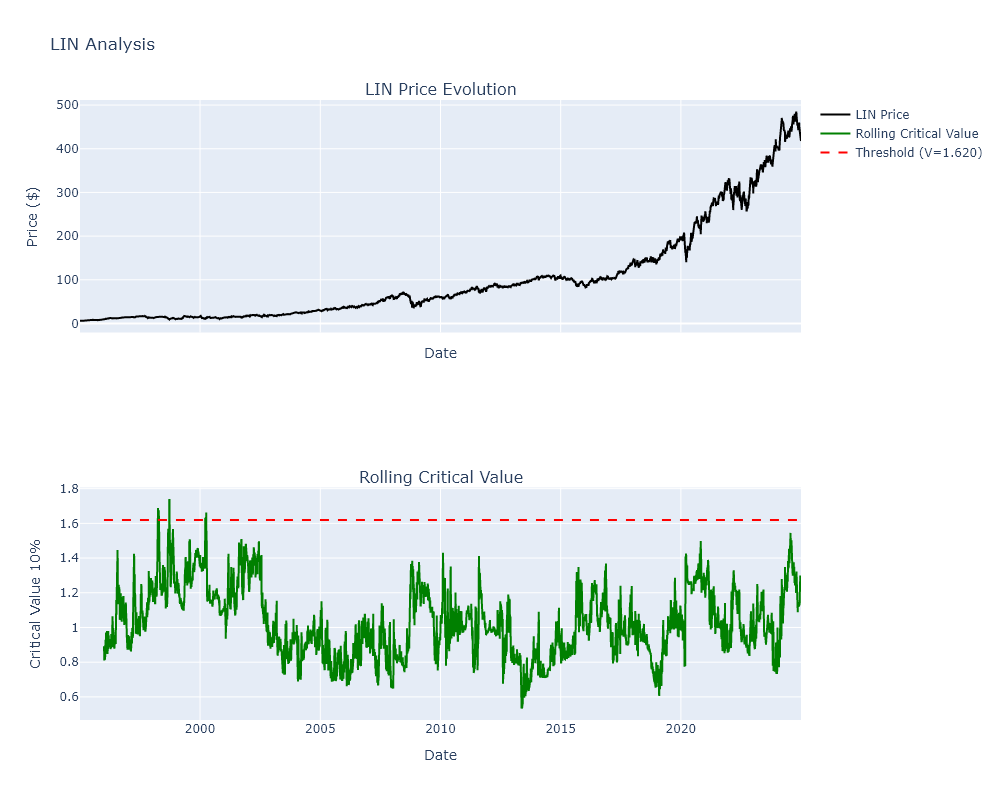 LIN Analysis
LIN Price Evolution
LIN Price
Rolling Critical Value
Threshold (V=1.620)
Price ($)
500
400
300
200
100
0
Date
Rolling Critical Value
Critical Value 10%
1.8
1.6
1.4
1.2
1
0.8
0.6
2000 2005 2010 2015 2020
Date